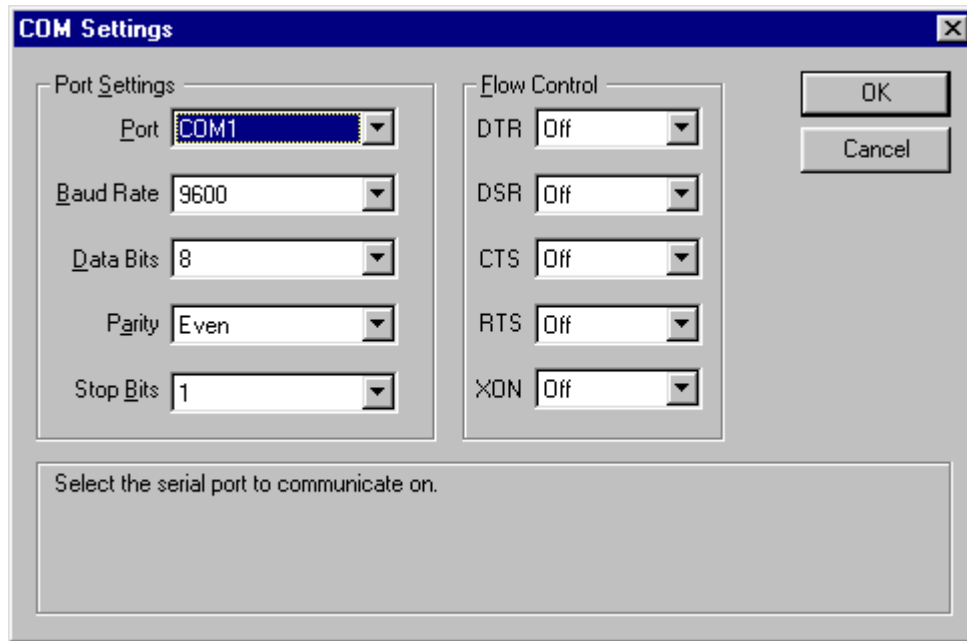 COM Settings
Port Settings
Port COM1
Baud Rate 9600
Data Bits 8
Parity Even
Stop Bits 1
Flow Control
DTR Off
DSR Off
CTS Off
RTS Off
XON Off
OK
Cancel
Select the serial port to communicate on.